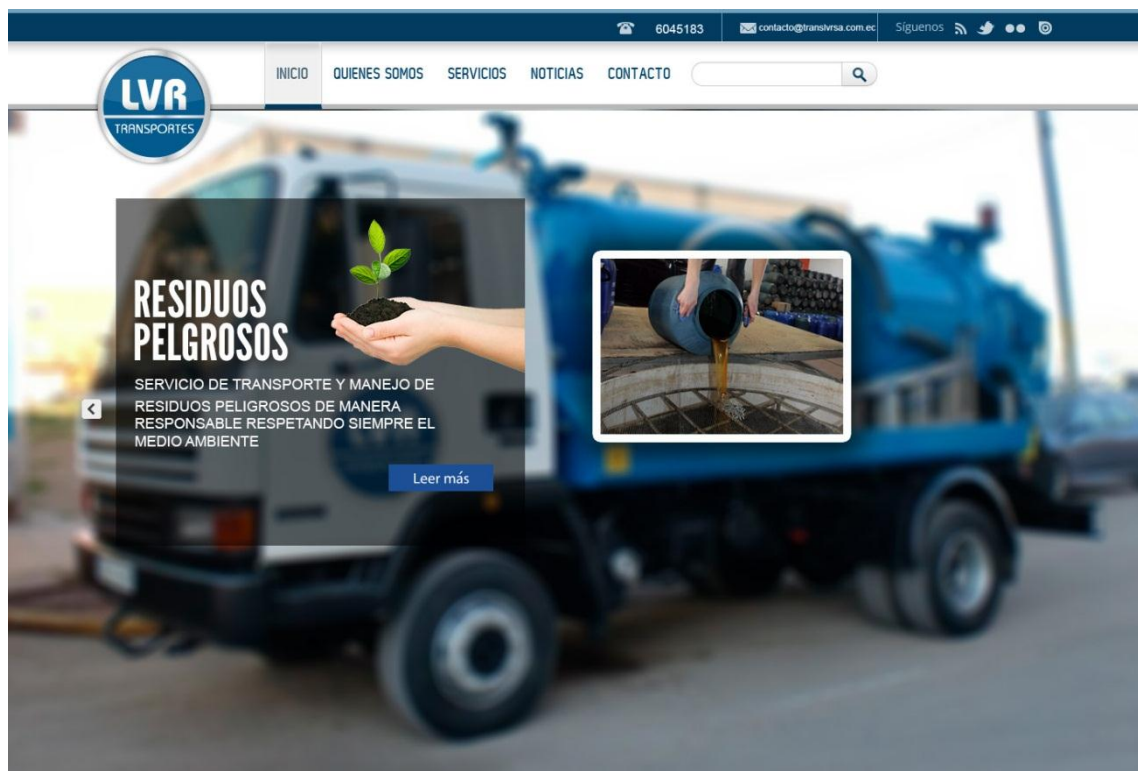 6045183
contacto@translvrsa.com.ec
Síguenos
LVR
TRANSPORTES
INICIO
QUIENES SOMOS
SERVICIOS
NOTICIAS
CONTACTO
RESIDUOS
PELGROSOS
SERVICIO DE TRANSPORTE Y MANEJO DE
RESIDUOS PELIGROSOS DE MANERA
RESPONSABLE RESPETANDO SIEMPRE EL
MEDIO AMBIENTE
Leer más